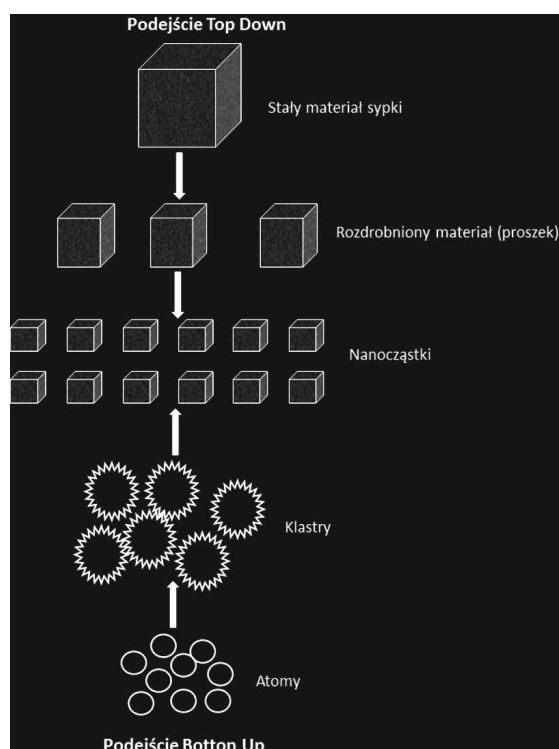 Podejście Top Down
Stały materiał sypki
Rozdrobniony materiał (proszek)
Nanocząstki
Klastry
Atomy
Podejście Botton Up